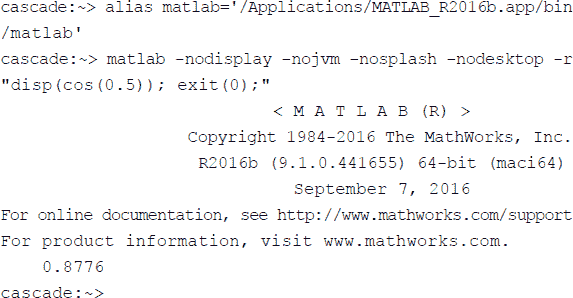 cascade:~> alias matlab='/Applications/MATLAB_R2016b.app/bin
/matlab'
cascade:~> matlab -nodisplay -nojvm -nosplash -nodesktop -r
"disp(cos(0.5)); exit(0);"
< M A T L A B (R) >
Copyright 1984-2016 The MathWorks, Inc.
R2016b (9.1.0.441655) 64-bit (maci64)
September 7, 2016
For online documentation, see http://www.mathworks.com/support
For product information, visit www.mathworks.com.
0.8776
cascade:~>